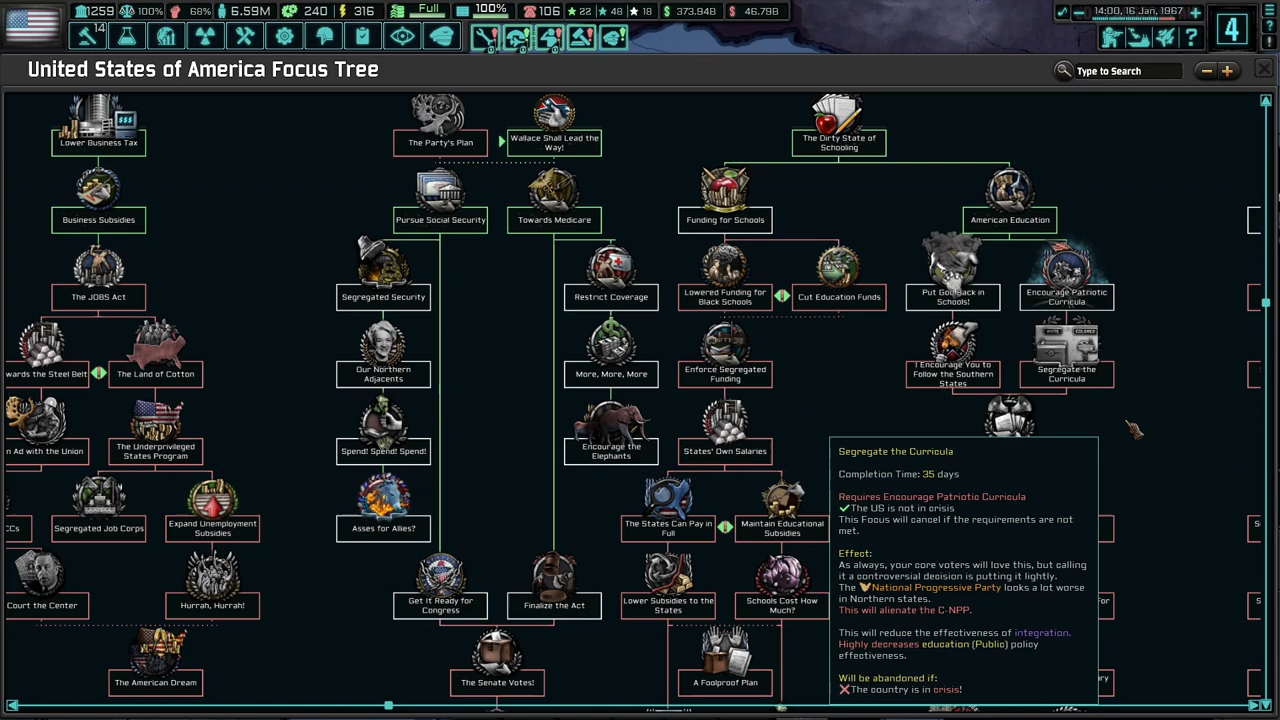 1259 100% 68% 6.59M 240 316 Full 100% 106 22 48 18 $ 373.94B $ 46.79B 14:00, 16 Jan, 1967
14
4
United States of America Focus Tree
Type to Search
Lower Business Tax
The Party's Plan
Wallace Shall Lead the Way!
The Dirty State of Schooling
Business Subsidies
Pursue Social Security
Towards Medicare
Funding for Schools
American Education
The JOBS Act
Segregated Security
Restrict Coverage
Lowered Funding for Black Schools
Cut Education Funds
Put God Back in Schools!
Encourage Patriotic Curricula
wards the Steel Belt
The Land of Cotton
Our Northern Adjacents
More, More, More
Enforce Segregated Funding
I Encourage You to Follow the Southern States
WHITE COLORED
Segregate the Curricula
n Ad with the Union
The Underprivileged States Program
Spend! Spend! Spend!
Encourage the Elephants
States' Own Salaries
CCs
Segregated Job Corps
Expand Unemployment Subsidies
Asses for Allies?
The States Can Pay in Full
Maintain Educational Subsidies
Court the Center
Hurrah, Hurrah!
Get It Ready for Congress
Finalize the Act
Lower Subsidies to the States
Schools Cost How Much?
The American Dream
The Senate Votes!
A Foolproof Plan
Segregate the Curricula
Completion Time: 35 days
Requires Encourage Patriotic Curricula
The US is not in crisis
This Focus will cancel if the requirements are not
met.
Effect:
As always, your core voters will love this, but calling
it a controversial decision is putting it lightly.
The National Progressive Party looks a lot worse
in Northern states.
This will alienate the C-NPP.
This will reduce the effectiveness of integration.
Highly decreases education (Public) policy
effectiveness.
Will be abandoned if:
The country is in crisis!